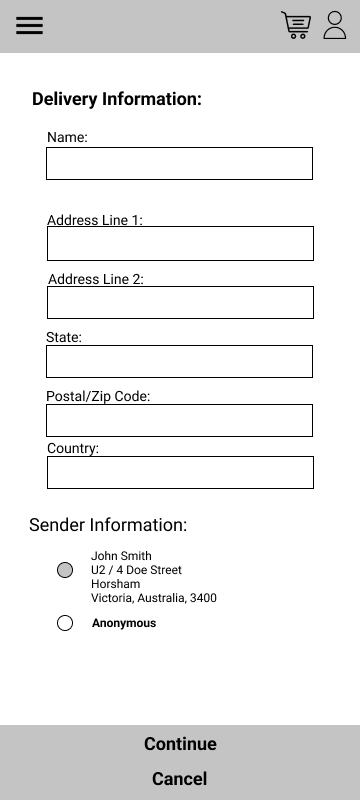 Delivery Information:
Name:
Address Line 1:
Address Line 2:
State:
Postal/Zip Code:
Country:
Sender Information:
John Smith
U2 / 4 Doe Street
Horsham
Victoria, Australia, 3400
Anonymous
Continue
Cancel